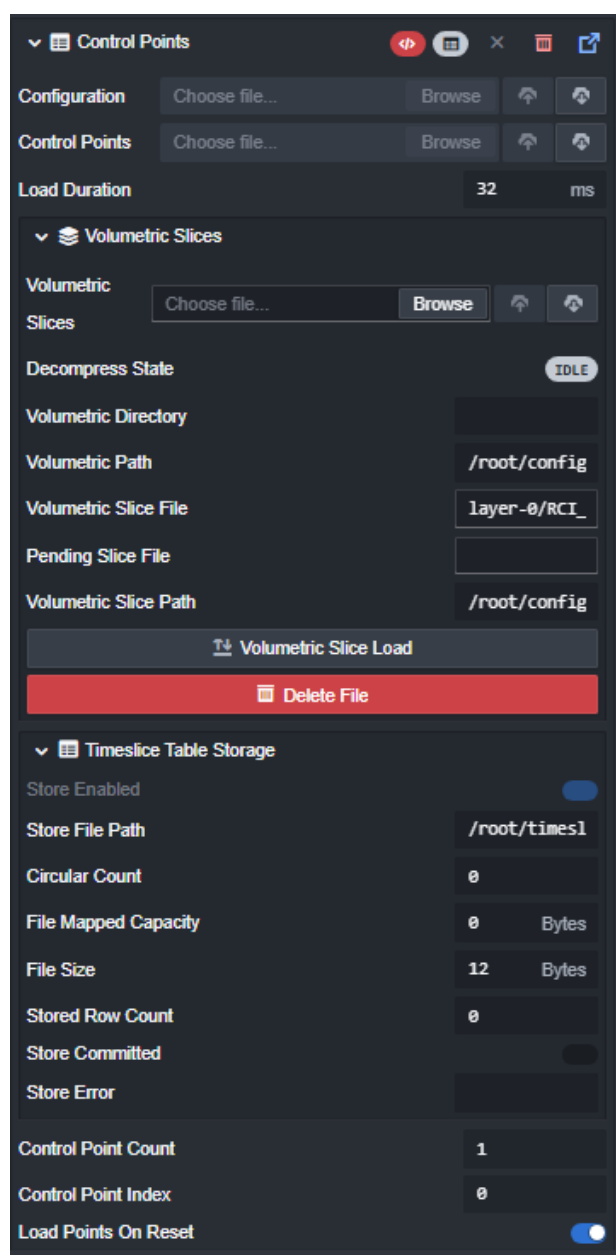 Control Points
Configuration Choose file... Browse
Control Points Choose file... Browse
Load Duration 32 ms
Volumetric Slices
Volumetric
Slices
Choose file... Browse
Decompress State IDLE
Volumetric Directory
Volumetric Path /root/config
Volumetric Slice File layer-0/RCI_
Pending Slice File
Volumetric Slice Path /root/config
Volumetric Slice Load
Delete File
Timeslice Table Storage
Store Enabled
Store File Path /root/timesl
Circular Count 0
File Mapped Capacity 0 Bytes
File Size 12 Bytes
Stored Row Count 0
Store Committed
Store Error
Control Point Count 1
Control Point Index 0
Load Points On Reset